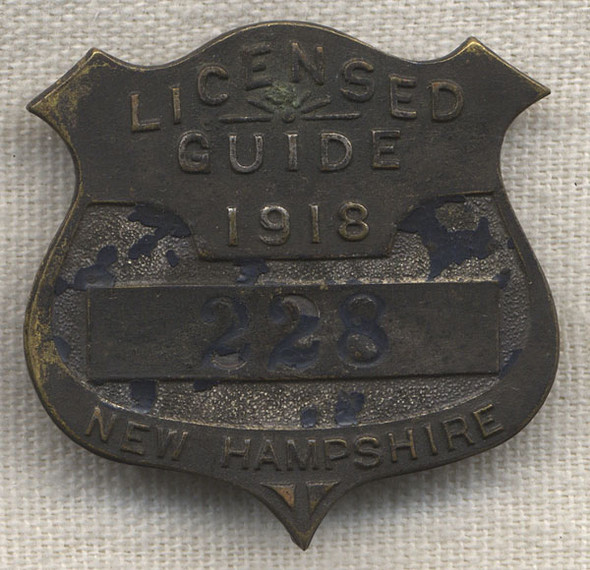 LICENSED
GUIDE
1918
228
NEW HAMPSHIRE